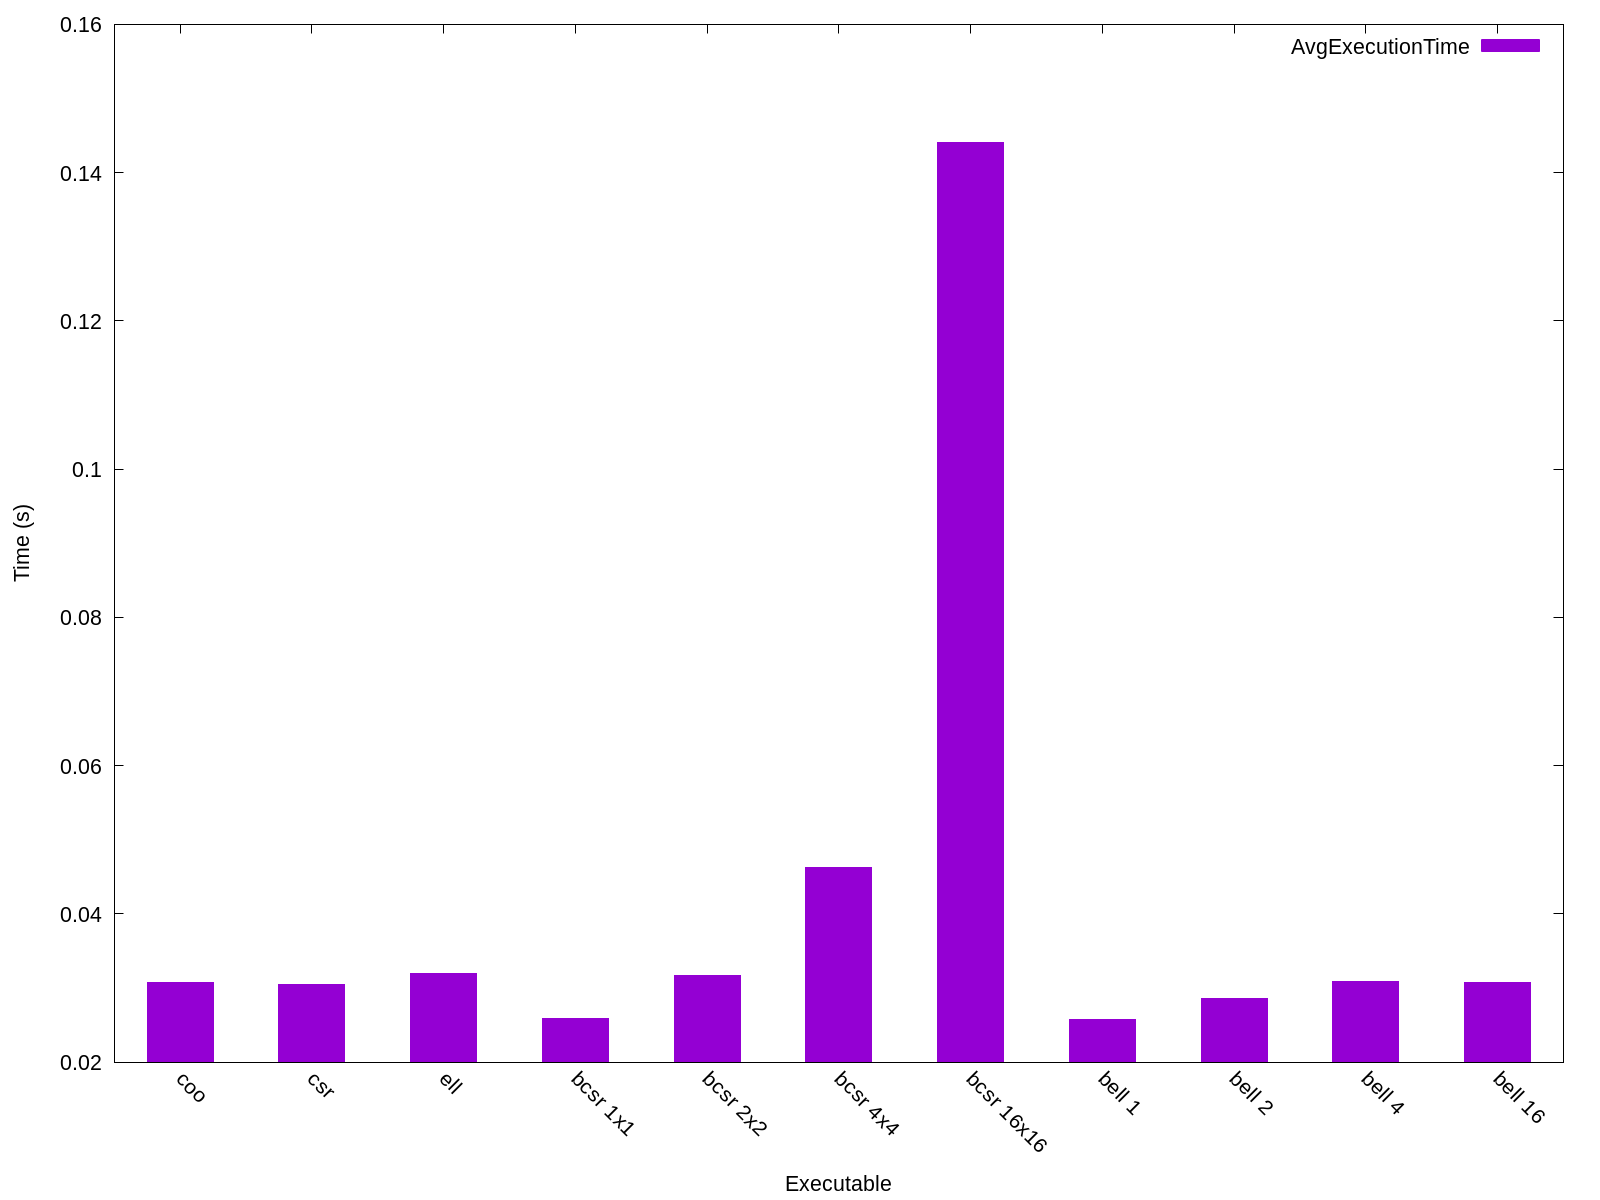 AvgExecutionTime
0.16
0.14
0.12
0.1
0.08
0.06
0.04
0.02
Time (s)
coo
csr
ell
bcsr 1x1
bcsr 2x2
bcsr 4x4
bcsr 16x16
bell 1
bell 2
bell 4
bell 16
Executable